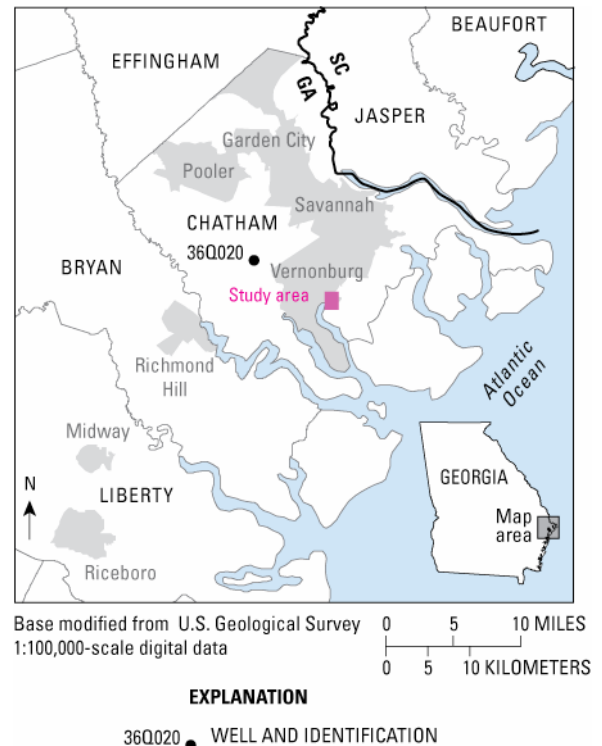 BEAUFORT
EFFINGHAM
SC
GA
JASPER
Garden City
Pooler
Savannah
CHATHAM
36Q020
BRYAN
Vernonburg
Study area
Richmond
Hill
Atlantic
Ocean
Midway
GEORGIA
N
LIBERTY
Map
area
Riceboro
Base modified from U.S. Geological Survey
1:100,000-scale digital data
0 5 10 MILES
0 5 10 KILOMETERS
EXPLANATION
36Q020 WELL AND IDENTIFICATION